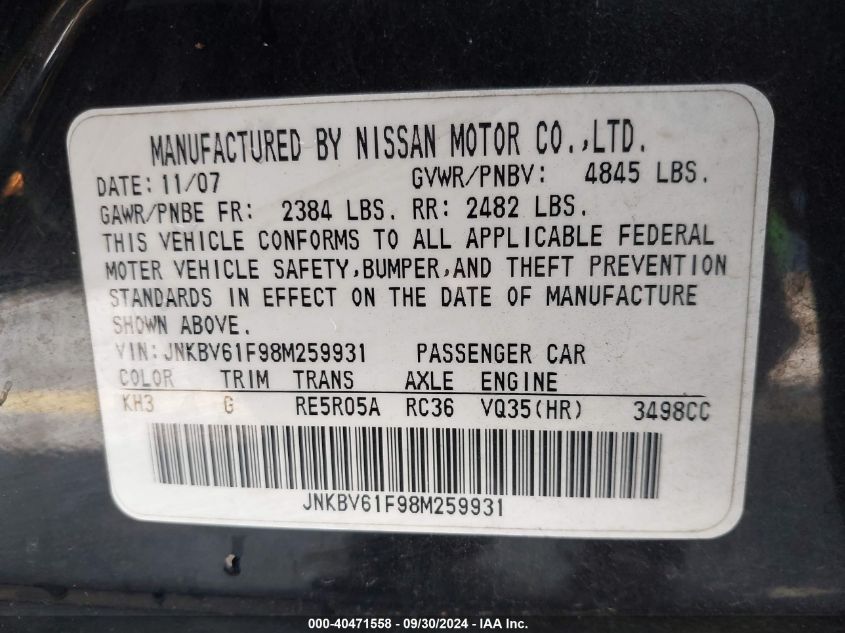 MANUFACTURED BY NISSAN MOTOR CO.,LTD.
DATE: 11/07 GVWR/PNBV: 4845 LBS.
GAWR/PNBE FR: 2384 LBS. RR: 2482 LBS.
THIS VEHICLE CONFORMS TO ALL APPLICABLE FEDERAL
MOTER VEHICLE SAFETY,BUMPER,AND THEFT PREVENTION
STANDARDS IN EFFECT ON THE DATE OF MANUFACTURE
SHOWN ABOVE.
VIN:JNKBV61F98M259931 PASSENGER CAR
COLOR TRIM TRANS AXLE ENGINE
KH3 G RE5R05A RC36 VQ35(HR) 3498CC
JNKBV61F98M259931
000-40471558 - 09/30/2024 - IAA Inc.